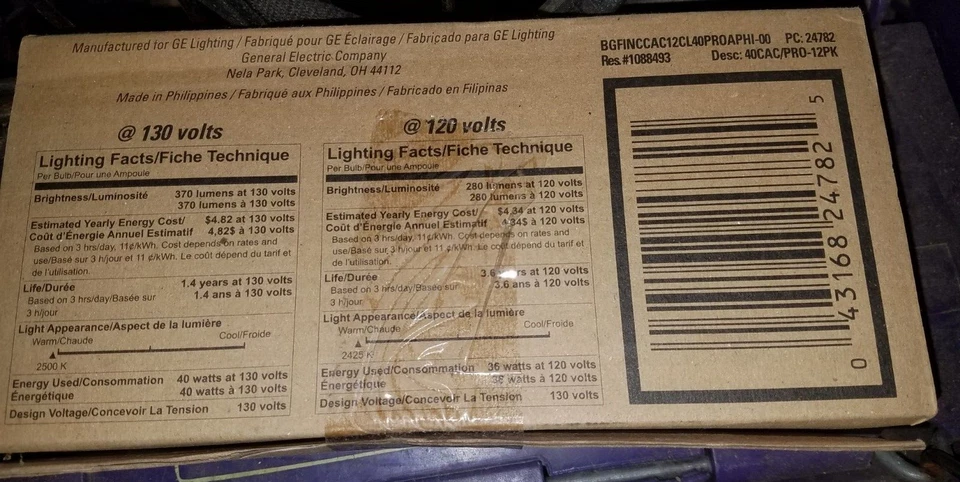 Manufactured for GE Lighting / Fabriqué pour GE Éclairage / Fabricado para GE Lighting
General Electric Company
Nela Park, Cleveland, OH 44112
Made in Philippines / Fabriqué aux Philippines / Fabricado en Filipinas
BGFINCCAC12CL40PROAPHI-00 PC: 24782
Res.#1088493 Desc: 40CAC/PRO-12PK
@ 130 volts
Lighting Facts/Fiche Technique
Per Bulb/Pour une Ampoule
Brightness/Luminosité 370 lumens at 130 volts
370 lumens à 130 volts
Estimated Yearly Energy Cost/ $4.82 at 130 volts
Coût d'Énergie Annuel Estimatif 4,82$ à 130 volts
Based on 3 hrs/day, 11¢/kWh. Cost depends on rates and
use/Basé sur 3 h/jour et 11 ¢/kWh. Le coût dépend du tarif et
de l'utilisation.
Life/Durée 1.4 years at 130 volts
Based on 3 hrs/day/Basée sur 1.4 ans à 130 volts
3 h/jour
Light Appearance/Aspect de la lumière
Warm/Chaude Cool/Froide
2500 K
Energy Used/Consommation 40 watts at 130 volts
Énergétique 40 watts à 130 volts
Design Voltage/Concevoir La Tension 130 volts
@ 120 volts
Lighting Facts/Fiche Technique
Per Bulb/Pour une Ampoule
Brightness/Luminosité 280 lumens at 120 volts
280 lumens à 120 volts
Estimated Yearly Energy Cost/ $4.34 at 120 volts
Coût d'Énergie Annuel Estimatif 4,34$ à 120 volts
Based on 3 hrs/day, 11¢/kWh. Cost depends on rates and
use/Basé sur 3 h/jour et 11 ¢/kWh. Le coût dépend du tarif et
de l'utilisation.
Life/Durée 3.6 at 120 volts
Based on 3 hrs/day/Basée sur 3.6 ans à 120 volts
3 h/jour
Light Appearance/Aspect de la lumière
Warm/Chaude Cool/Froide
2425 K
Energy Used/Consommation 36 watts at 120 volts
Énergétique watts à 120 volts
Design Voltage/Concevoir La Tension 130 volts
0 43168 24782 5